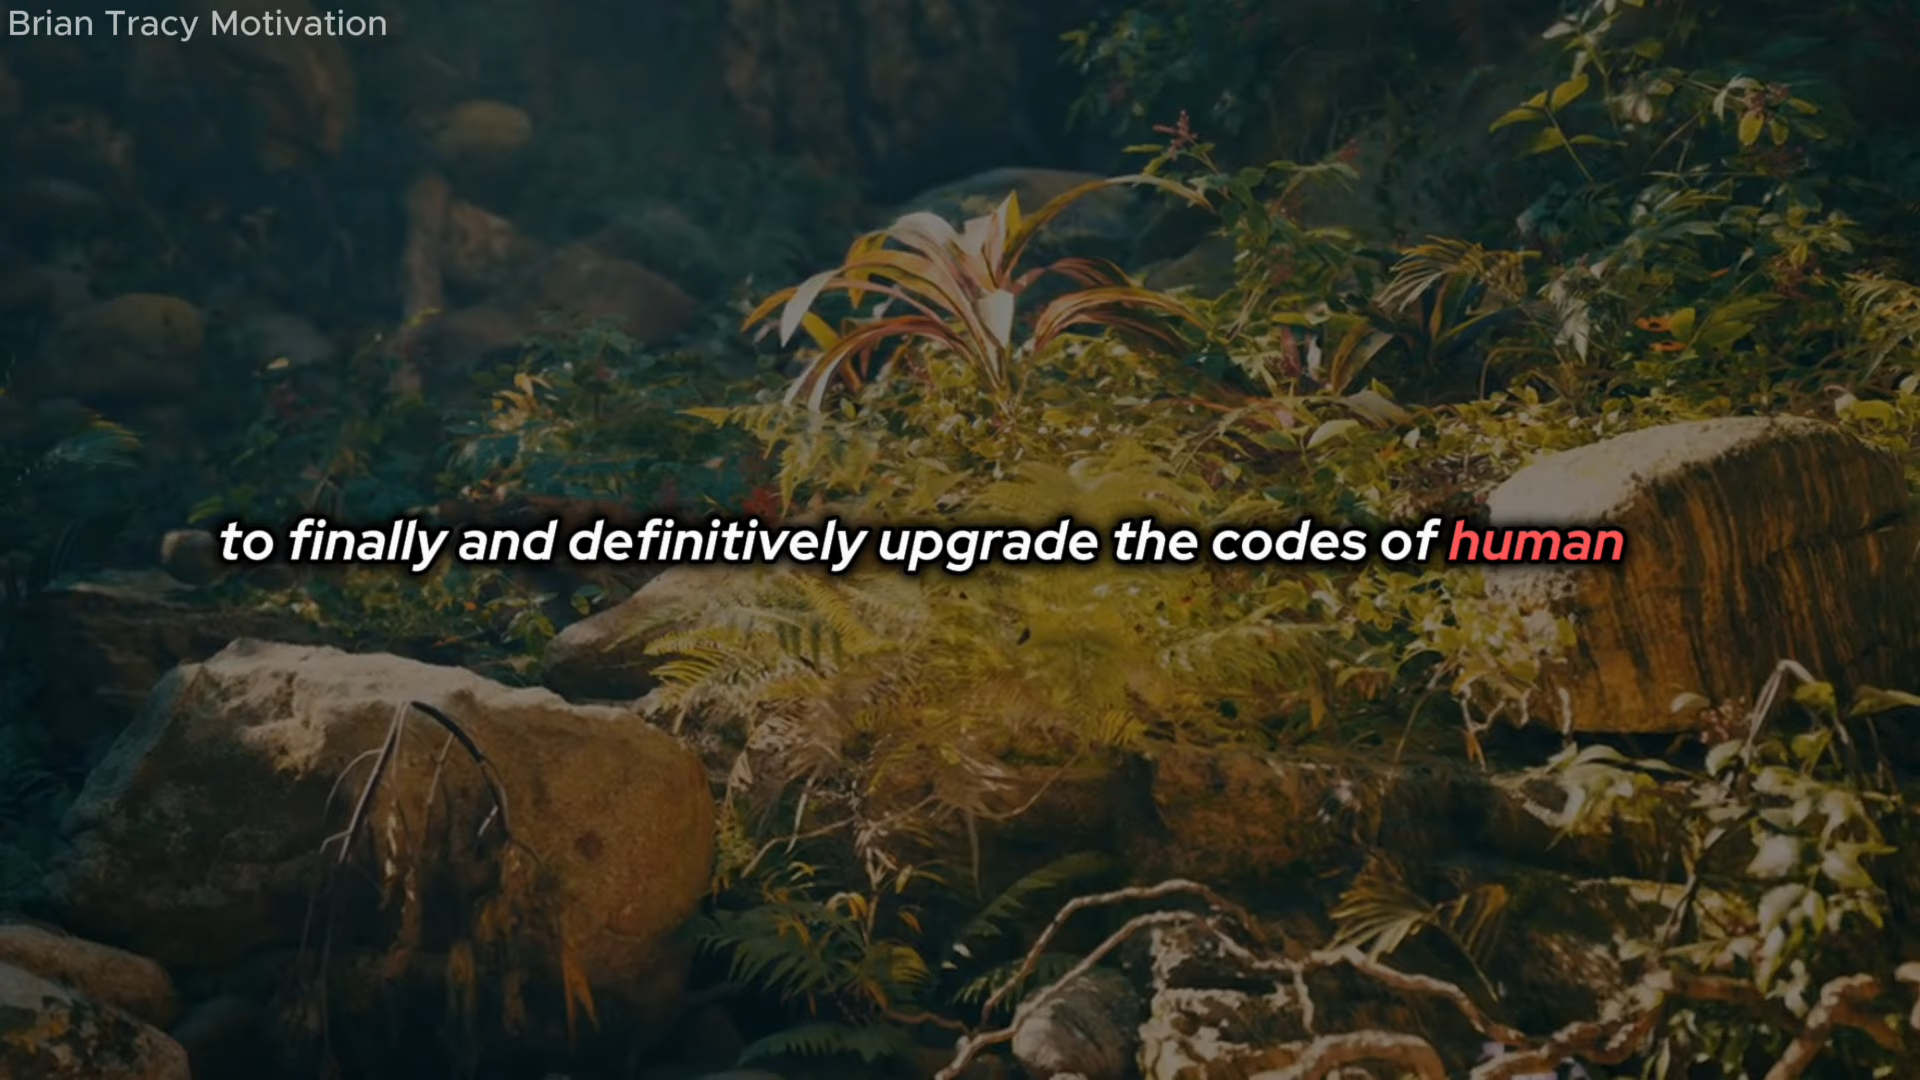 Brian Tracy Motivation
to finally and definitively upgrade the codes of human